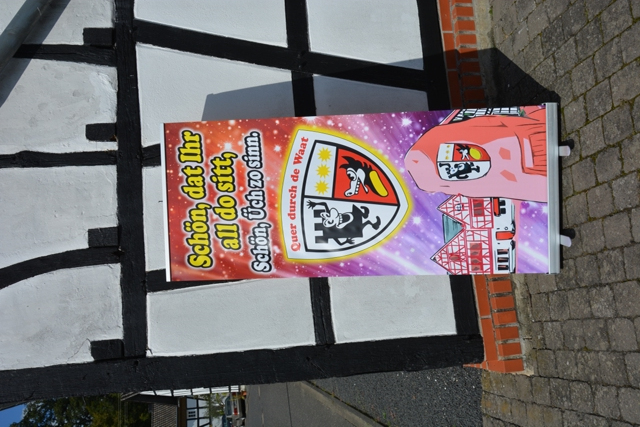 Schön, dat Ihr
all do sitt,
Schön, Üch zo sinn.
Quer durch de Waat